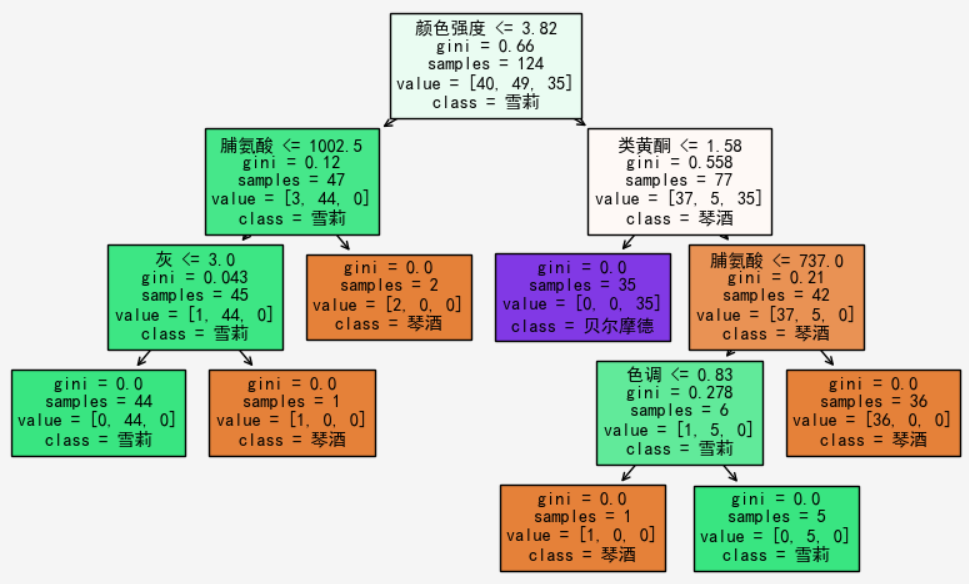 颜色强度 <= 3.82
gini = 0.66
samples = 124
value = [40, 49, 35]
class = 雪莉
脯氨酸 <= 1002.5
gini = 0.12
samples = 47
value = [3, 44, 0]
class = 雪莉
类黄酮 <= 1.58
gini = 0.558
samples = 77
value = [37, 5, 35]
class = 琴酒
灰 <= 3.0
gini = 0.043
samples = 45
value = [1, 44, 0]
class = 雪莉
gini = 0.0
samples = 2
value = [2, 0, 0]
class = 琴酒
gini = 0.0
samples = 35
value = [0, 0, 35]
class = 贝尔摩德
脯氨酸 <= 737.0
gini = 0.21
samples = 42
value = [37, 5, 0]
class = 琴酒
gini = 0.0
samples = 44
value = [0, 44, 0]
class = 雪莉
gini = 0.0
samples = 1
value = [1, 0, 0]
class = 琴酒
色调 <= 0.83
gini = 0.278
samples = 6
value = [1, 5, 0]
class = 雪莉
gini = 0.0
samples = 36
value = [36, 0, 0]
class = 琴酒
gini = 0.0
samples = 1
value = [1, 0, 0]
class = 琴酒
gini = 0.0
samples = 5
value = [0, 5, 0]
class = 雪莉